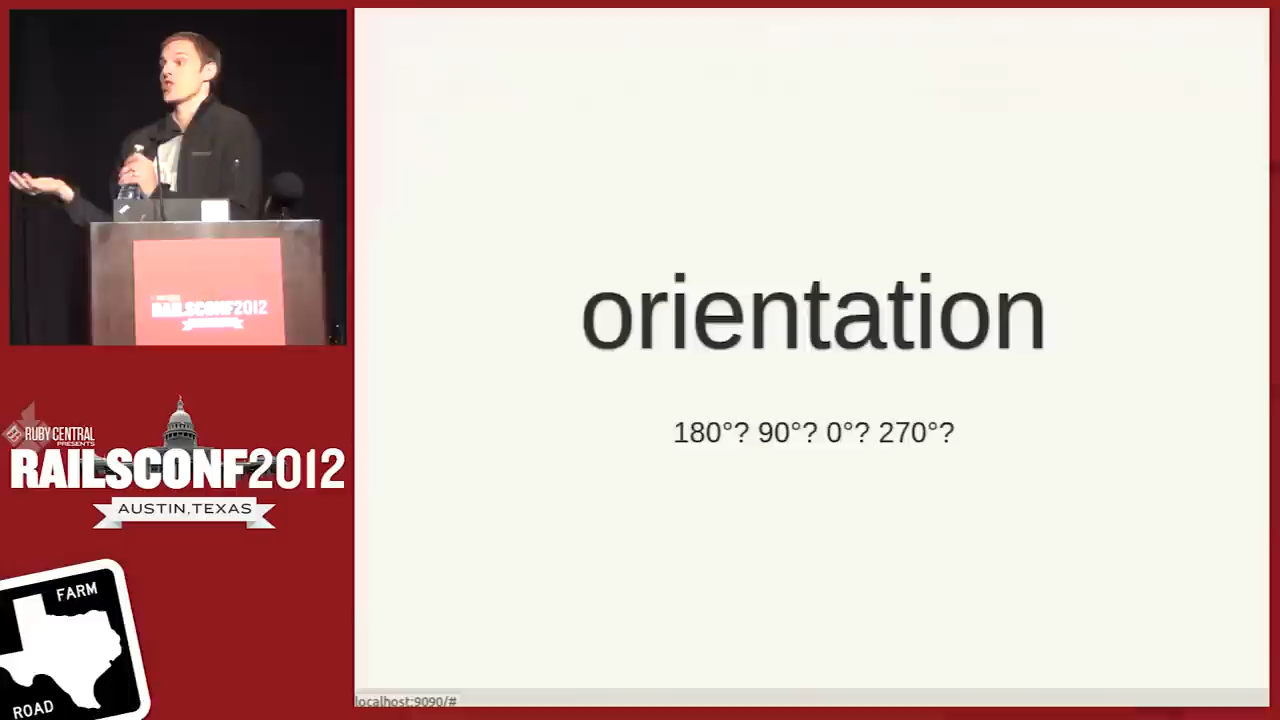 RAILSCONF2012
RUBY CENTRAL
PRESENTS
RAILSCONF2012
AUSTIN, TEXAS
FARM
ROAD
orientation
180°? 90°? 0°? 270°?
localhost:9090/#